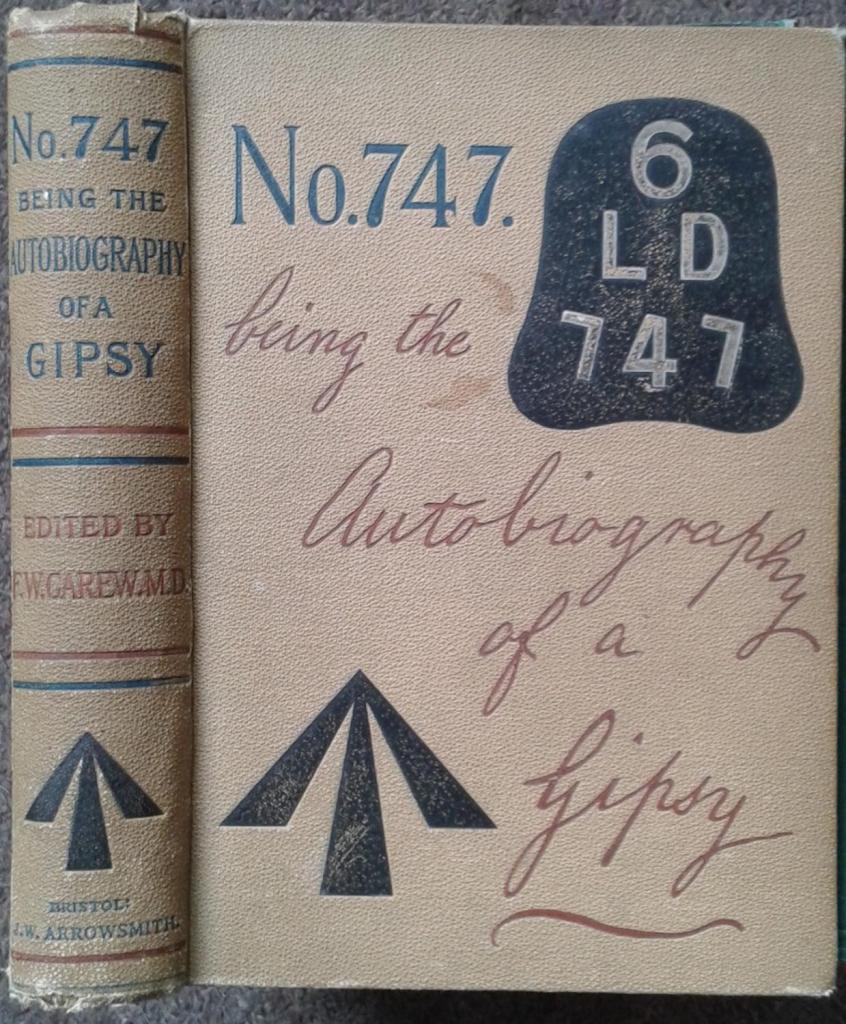 No.747
BEING THE
AUTOBIOGRAPHY
OF A
GIPSY
EDITED BY
F.W.CAREW.M.D.
BRISTOL:
J.W. ARROWSMITH.
No.747.
being the
Autobiography
of a
Gipsy
6
LD
747